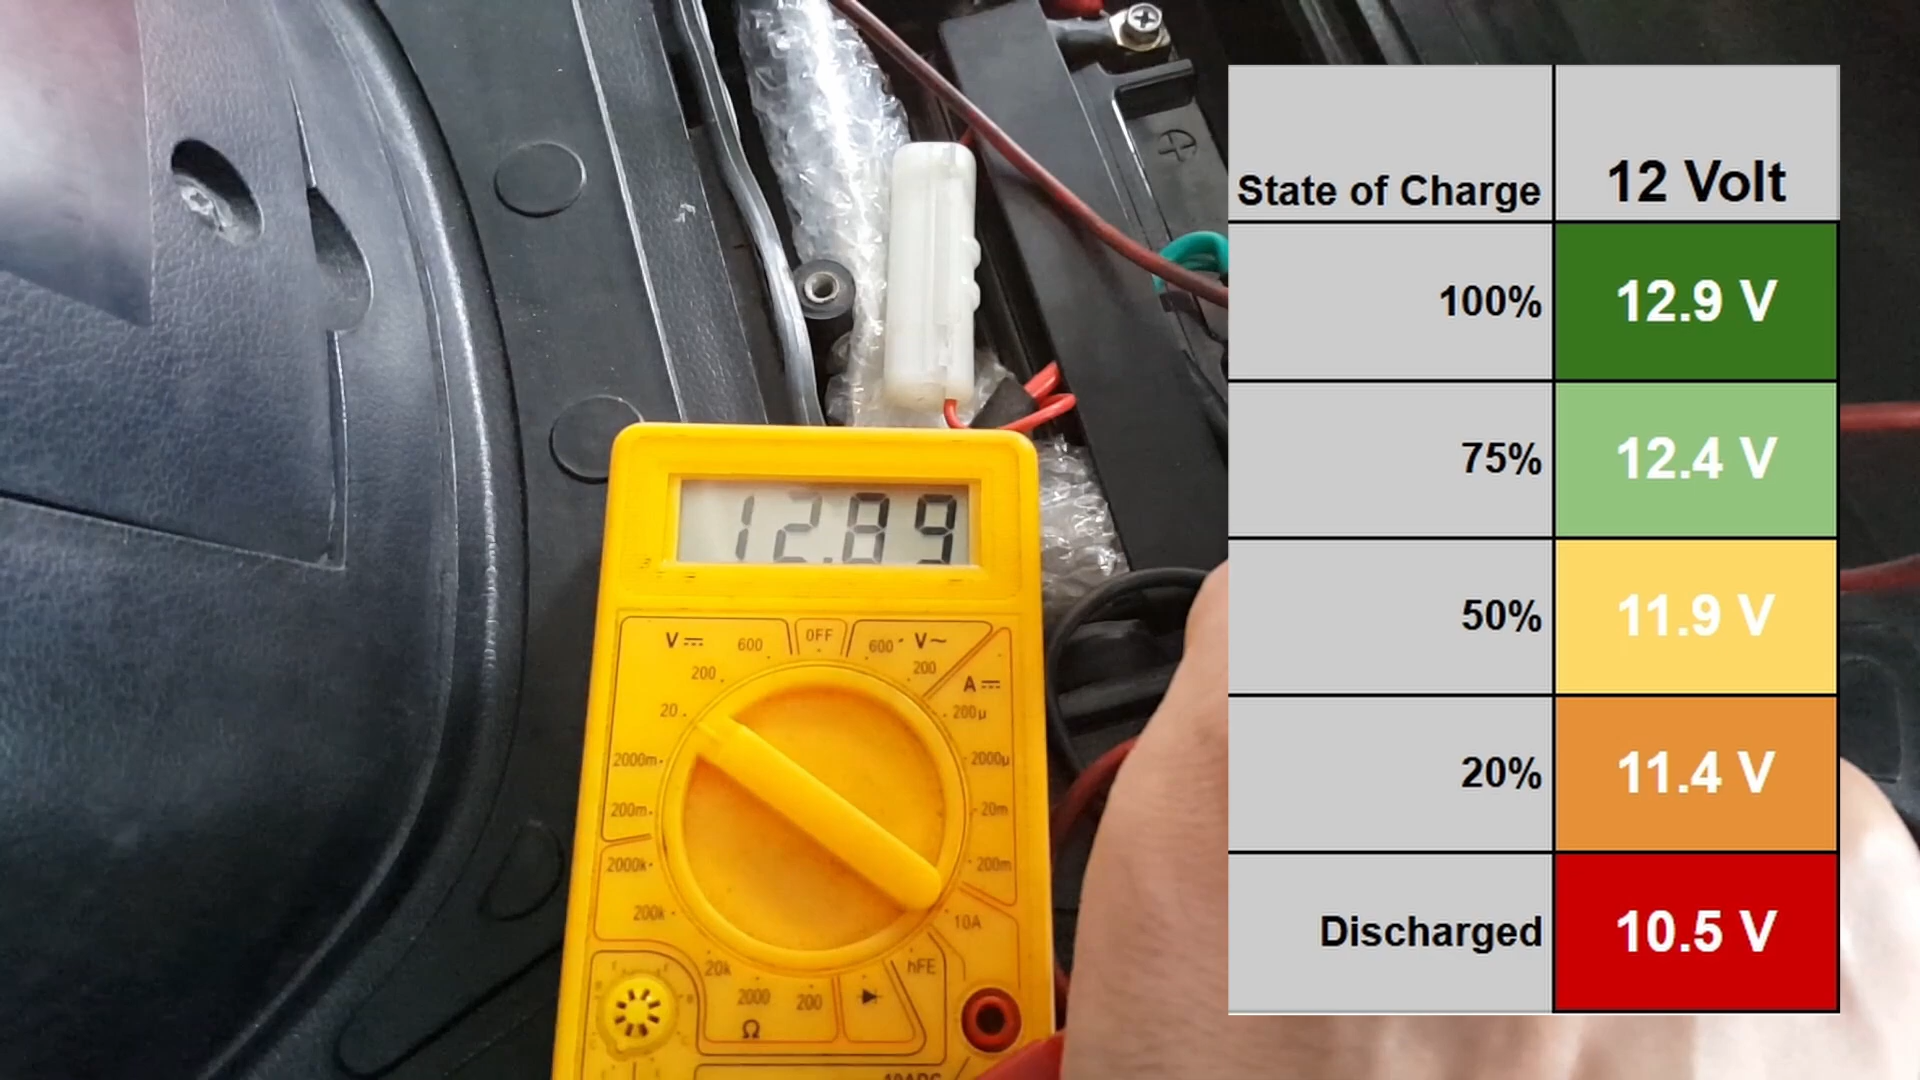 12.89
V⎓ 600 OFF 600 V~
200 200
A⎓
20 200µ
2000m 2000µ
200m 20m
2000k 200m
200k 10A
20k hFE
2000 200
Ω
State of Charge 12 Volt
100% 12.9 V
75% 12.4 V
50% 11.9 V
20% 11.4 V
Discharged 10.5 V